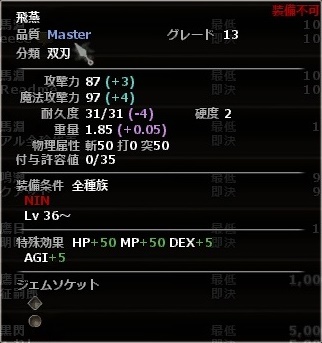 飛燕
装備不可
品質 Master グレード 13
分類 双刃
攻撃力 87 (+3)
魔法攻撃力 97 (+4)
耐久度 31/31 (-4) 硬度 2
重量 1.85 (+0.05)
物理属性 斬50 打0 突50
付与許容値 0/35
装備条件 全種族
NIN
Lv 36～
特殊効果 HP+50 MP+50 DEX+5
AGI+5
ジェムソケット